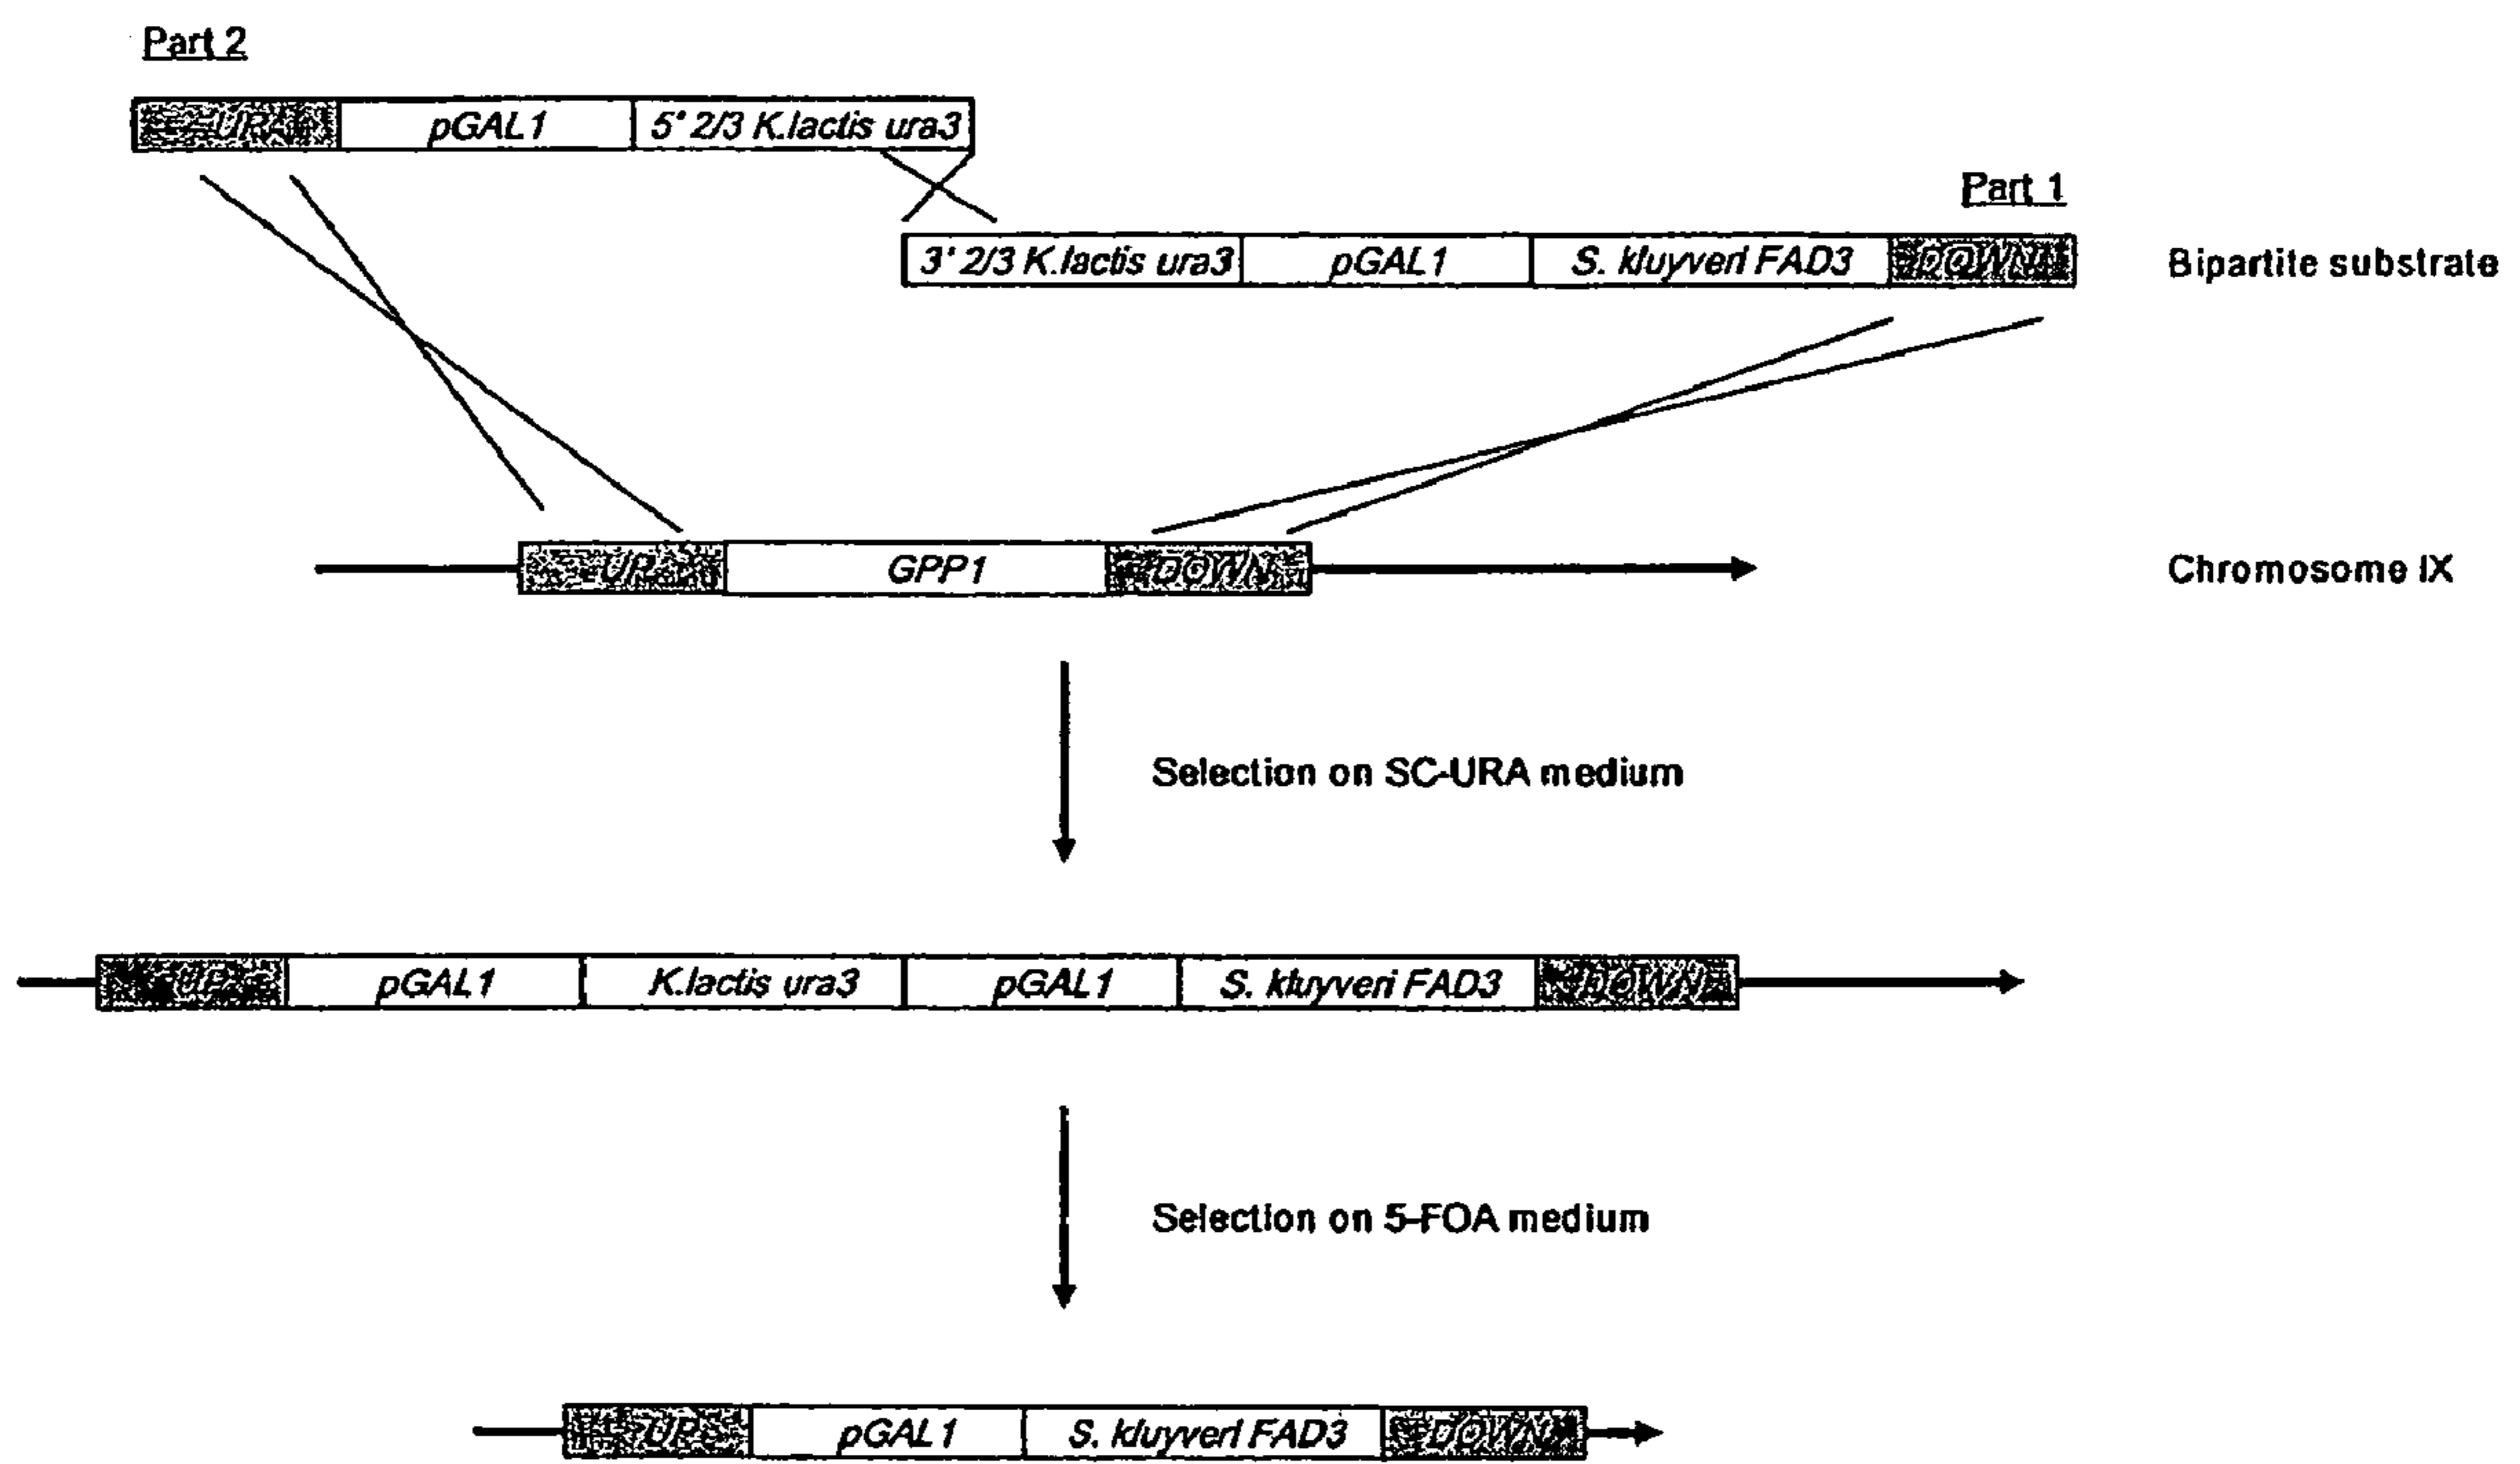 Part 2
UP pGAL1 5' 2/3 K.lactis ura3
Part 1
3' 2/3 K.lactis ura3 pGAL1 S. kluyveri FAD3 DOWN
Bipartite substrate
UP GPP1 DOWN
Chromosome IX
Selection on SC-URA medium
UP pGAL1 K.lactis ura3 pGAL1 S. kluyveri FAD3 DOWN
Selection on 5-FOA medium
UP pGAL1 S. kluyveri FAD3 DOWN